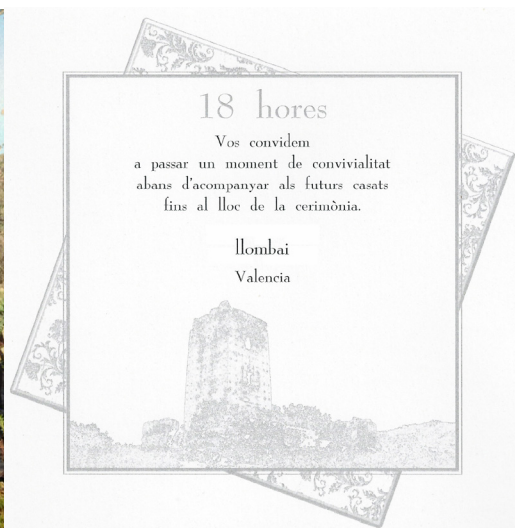 18 hores
Vos convidem
a passar un moment de convivialitat
abans d'acompanyar als futurs casats
fins al lloc de la cerimònia.
llombai
Valencia